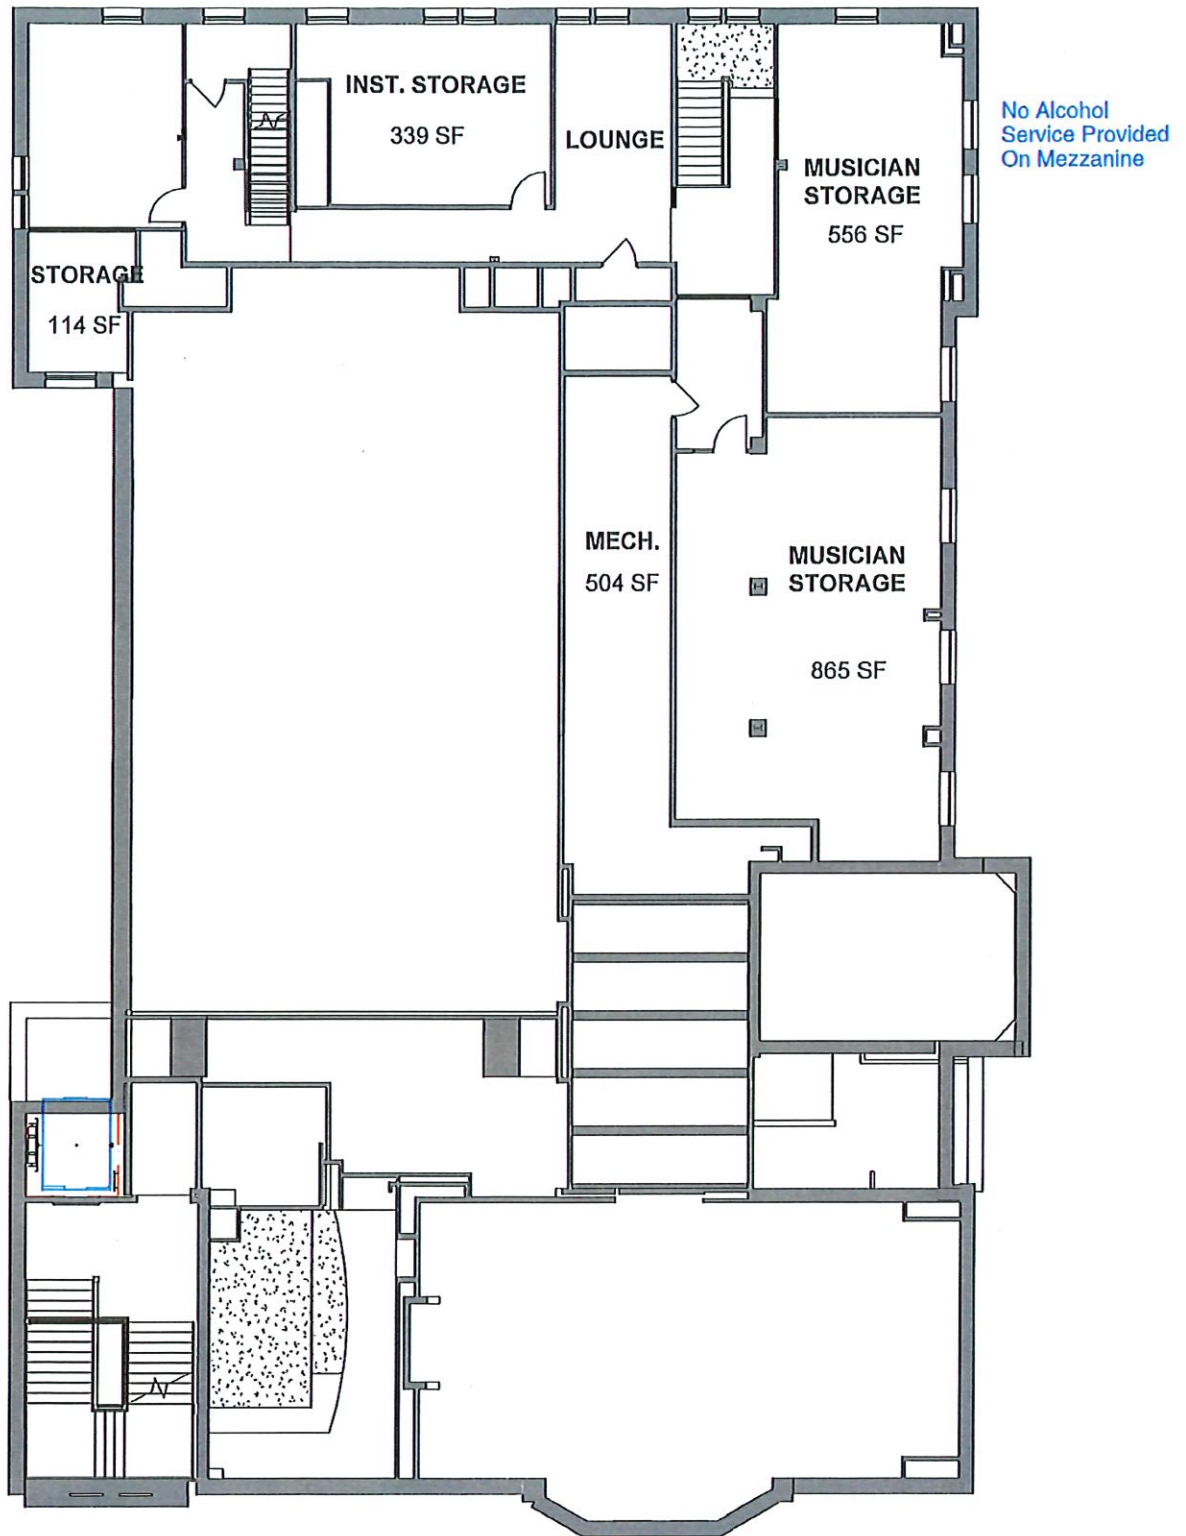 INST. STORAGE
339 SF
LOUNGE
MUSICIAN
STORAGE
556 SF
No Alcohol
Service Provided
On Mezzanine
STORAGE
114 SF
MECH.
504 SF
MUSICIAN
STORAGE
865 SF